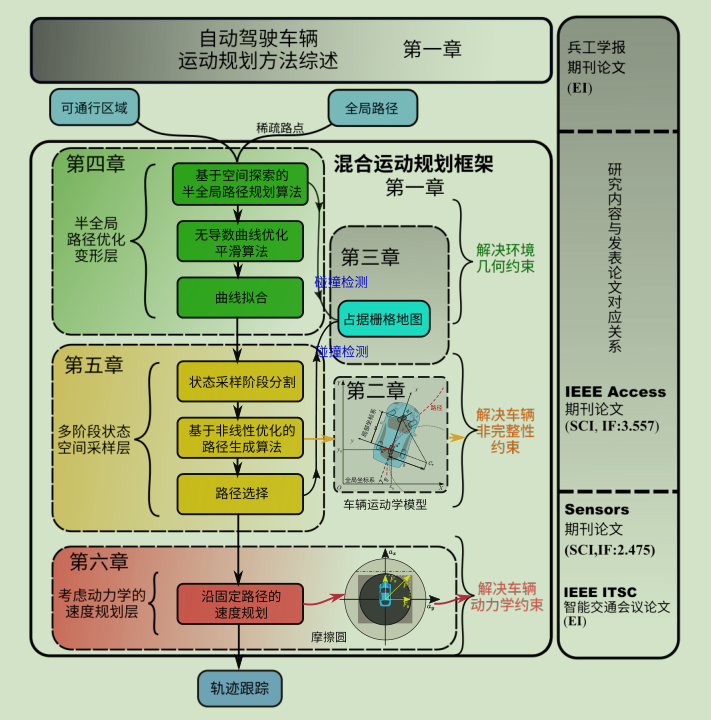 自动驾驶车辆
运动规划方法综述
第一章
可通行区域
全局路径
稀疏路点
混合运动规划框架
第一章
第四章
半全局
路径优化
变形层
基于空间探索的
半全局路径规划算法
无导数曲线优化
平滑算法
曲线拟合
碰撞检测
第三章
占据栅格地图
碰撞检测
解决环境
几何约束
第五章
多阶段状态
空间采样层
状态采样阶段分割
基于非线性优化的
路径生成算法
路径选择
第二章
路径
局部坐标系
全局坐标系
车辆运动学模型
解决车辆
非完整性
约束
第六章
考虑动力学的
速度规划层
沿固定路径的
速度规划
摩擦圆
解决车辆
动力学约束
轨迹跟踪
兵工学报
期刊论文
(EI)
研究内容与发表论文对应关系
IEEE Access
期刊论文
(SCI, IF:3.557)
Sensors
期刊论文
(SCI,IF:2.475)
IEEE ITSC
智能交通会议论文
(EI)